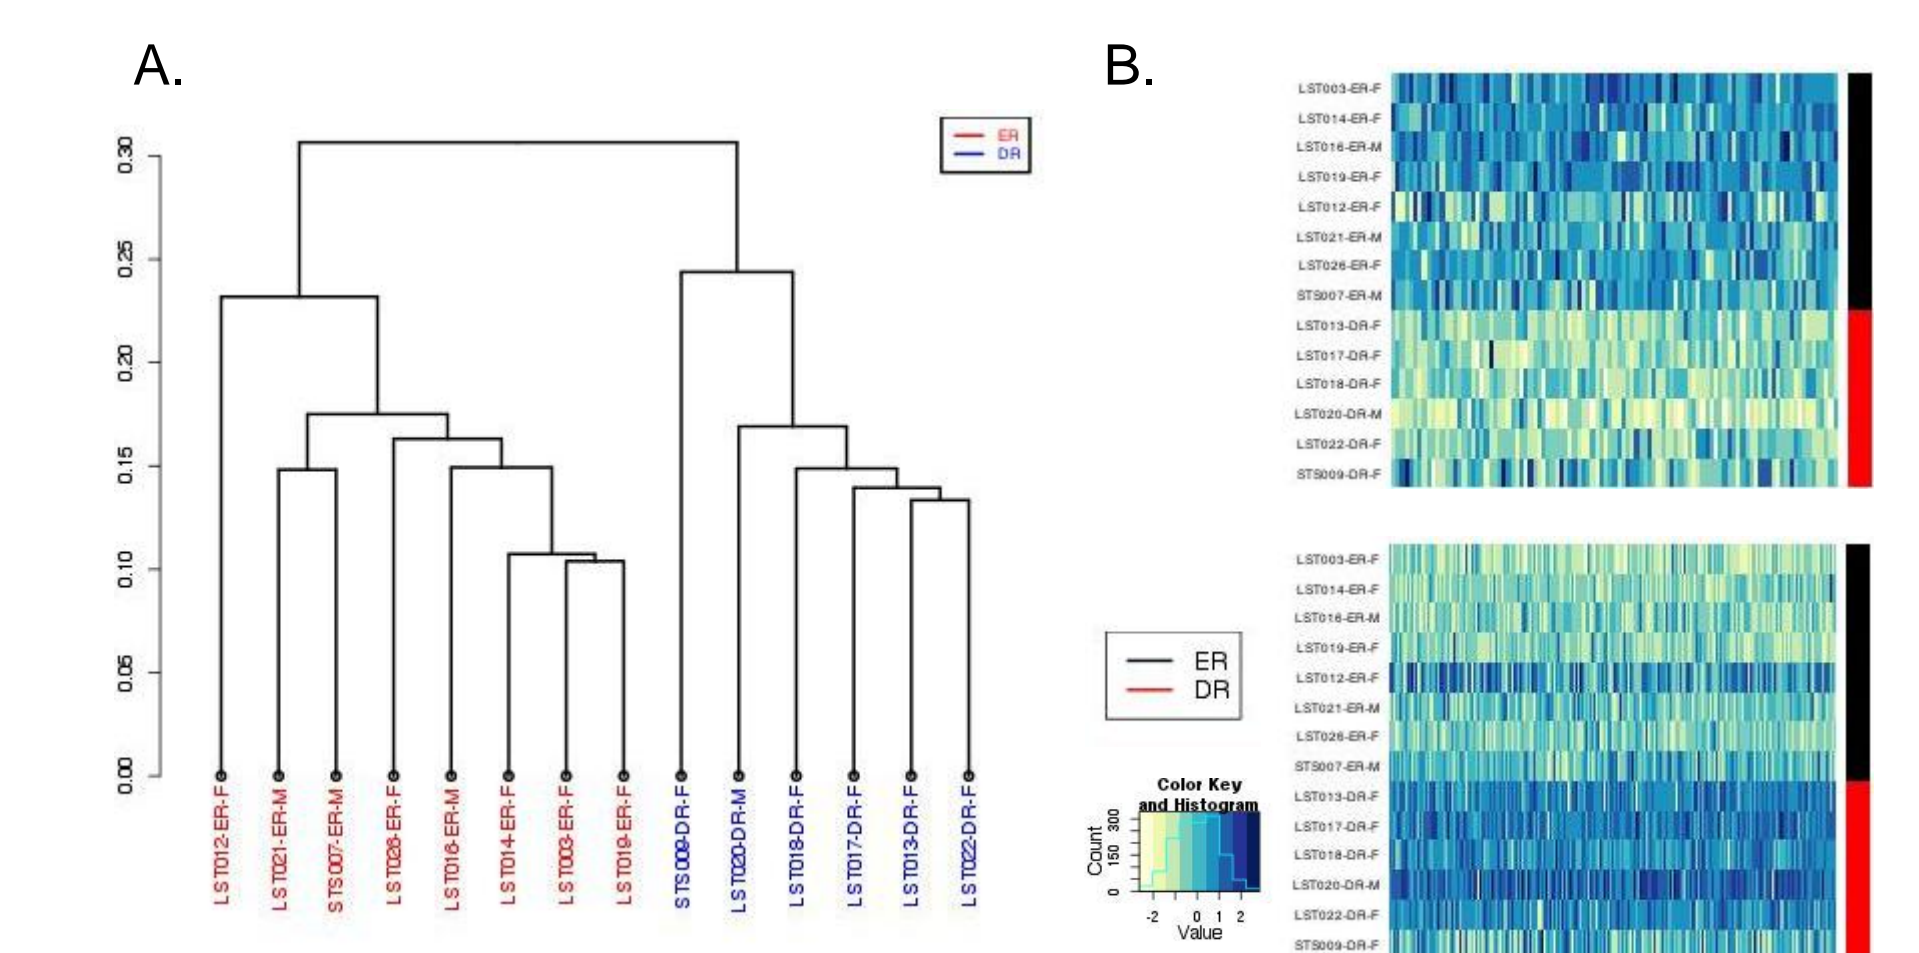 A.
B.
0.30
0.25
0.20
0.15
0.10
0.05
0.00
ER
DR
LST012-ER-F
LST021-ER-M
STS007-ER-M
LST026-ER-F
LST016-ER-M
LST014-ER-F
LST003-ER-F
LST019-ER-F
STS009-DR-F
LST020-DR-M
LST018-DR-F
LST017-DR-F
LST013-DR-F
LST022-DR-F
LST003-ER-F
LST014-ER-F
LST016-ER-M
LST019-ER-F
LST012-ER-F
LST021-ER-M
LST026-ER-F
STS007-ER-M
LST013-DR-F
LST017-DR-F
LST018-DR-F
LST020-DR-M
LST022-DR-F
STS009-DR-F
ER
DR
Color Key
and Histogram
Count
0 150 300
-2 0 1 2
Value
LST003-ER-F
LST014-ER-F
LST016-ER-M
LST019-ER-F
LST012-ER-F
LST021-ER-M
LST026-ER-F
STS007-ER-M
LST013-DR-F
LST017-DR-F
LST018-DR-F
LST020-DR-M
LST022-DR-F
STS009-DR-F